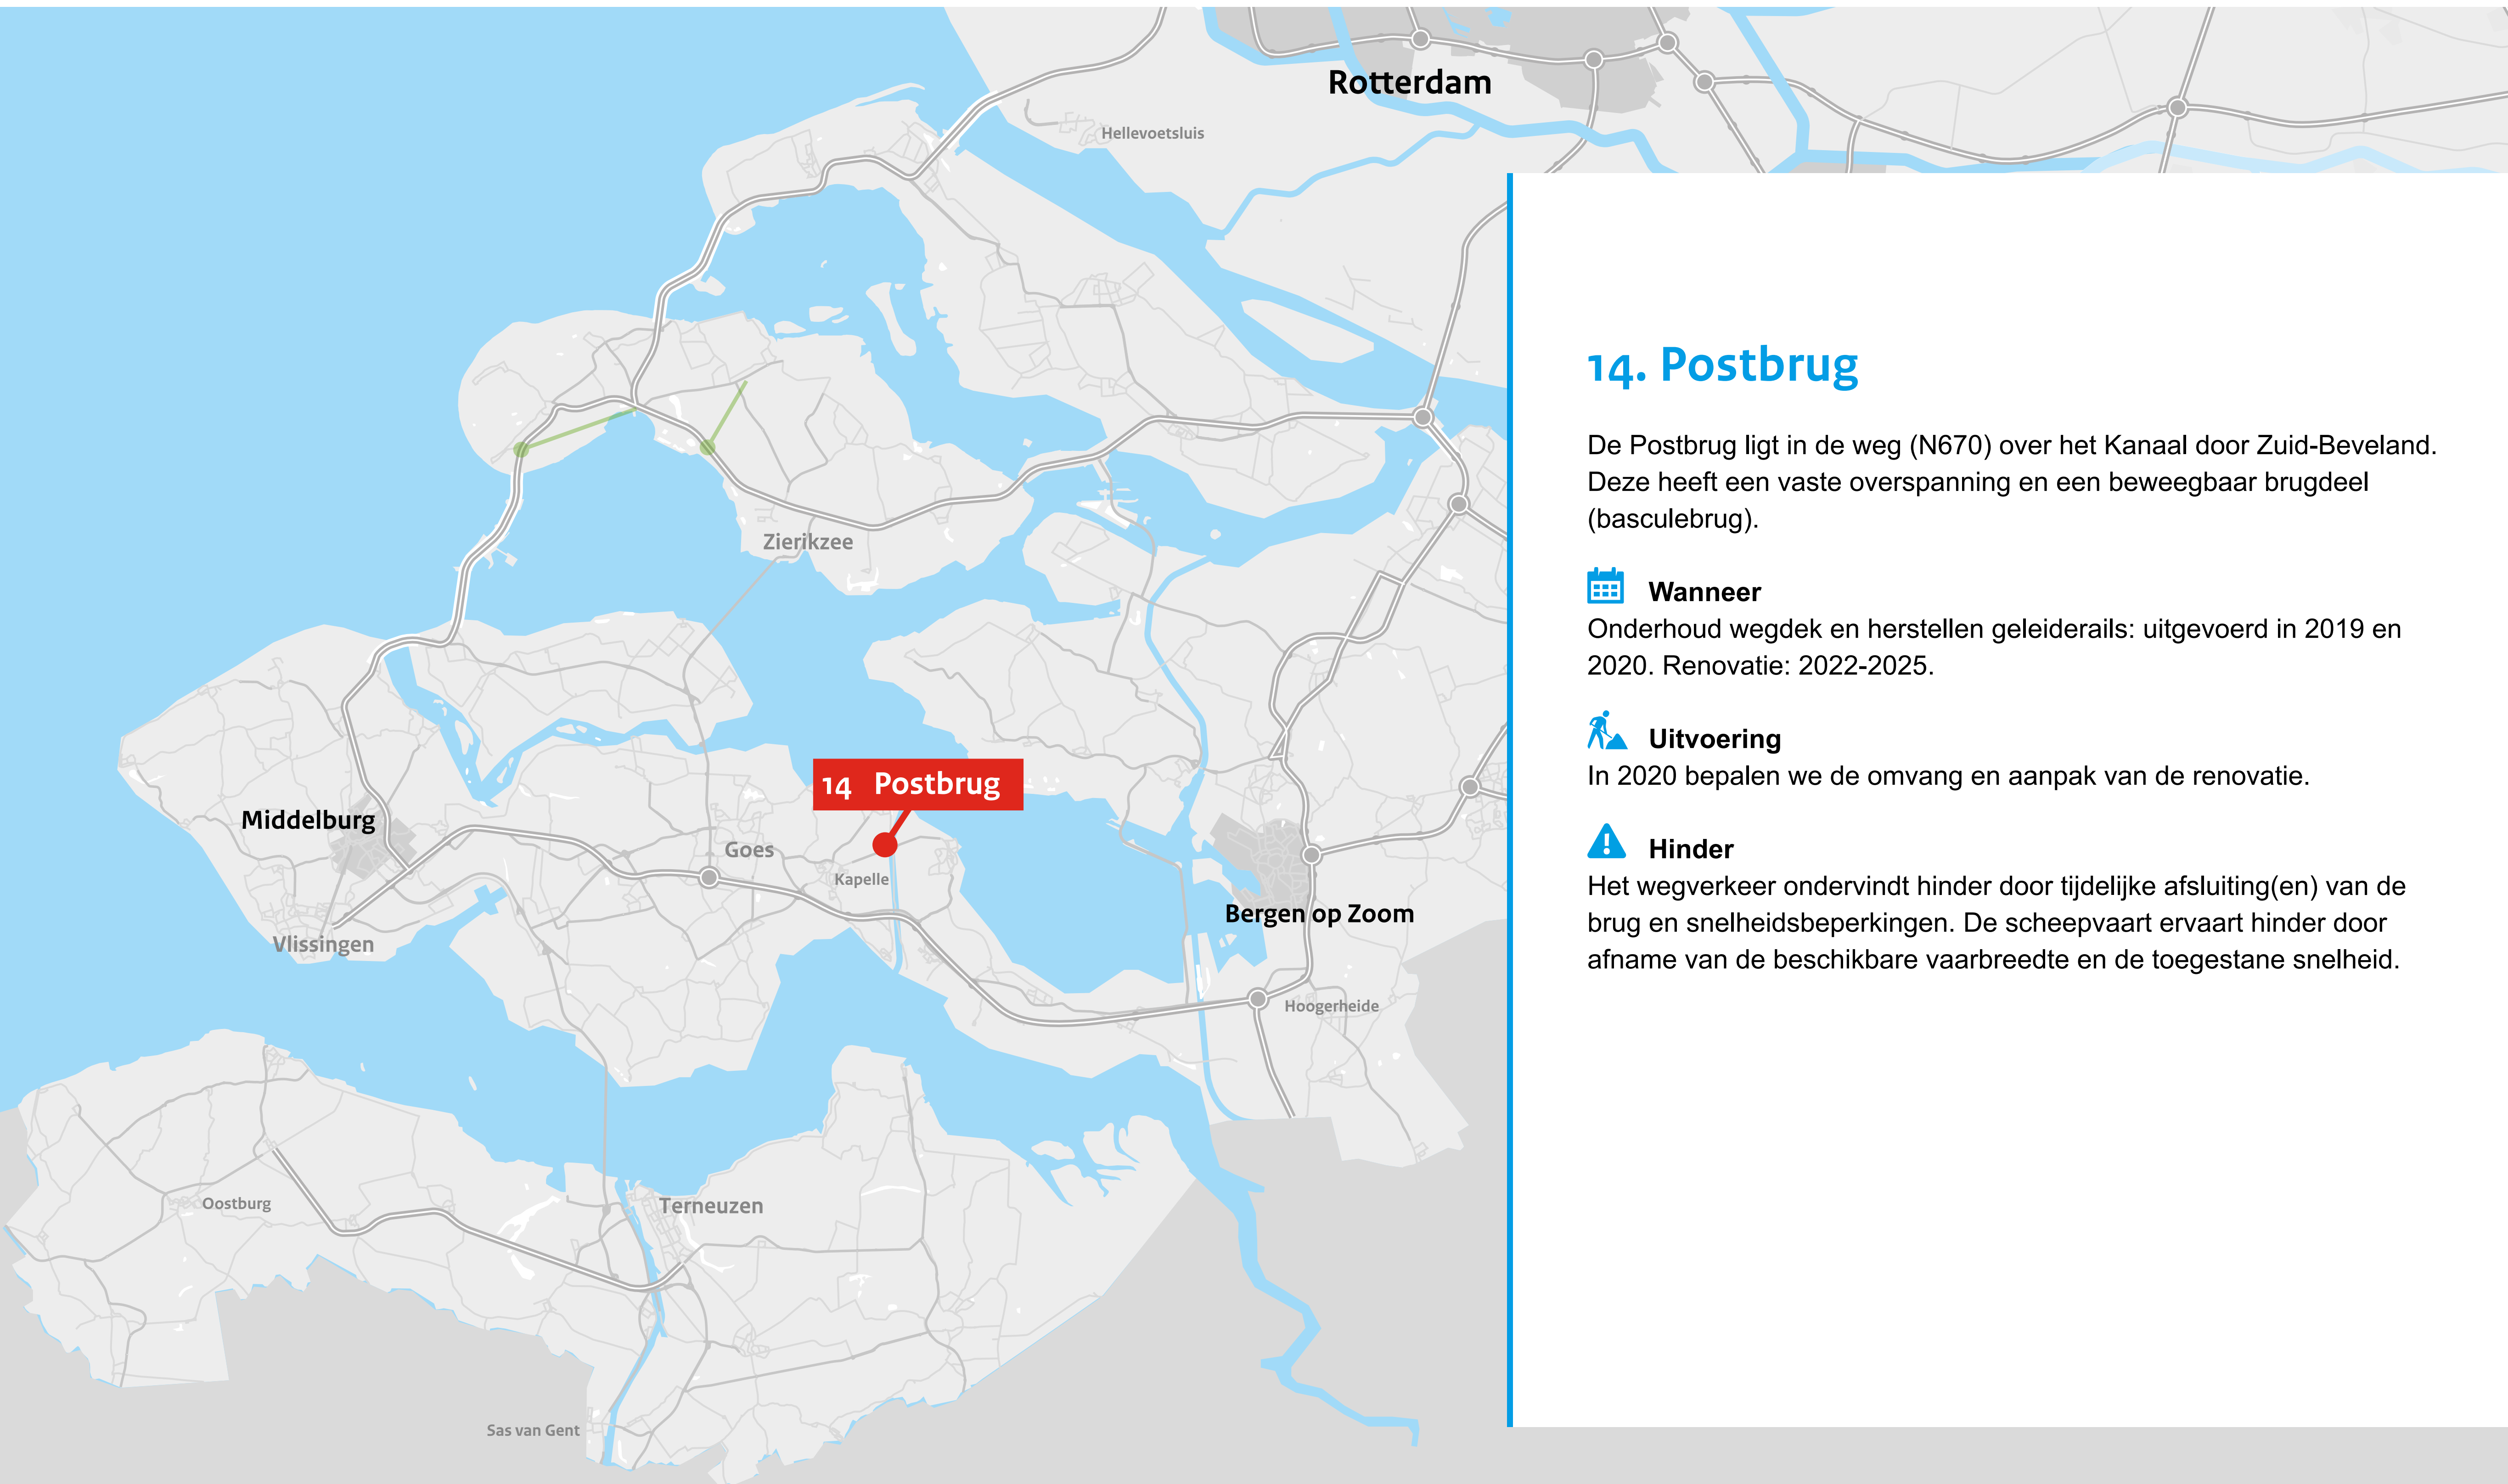 Rotterdam
Hellevoetsluis
Zierikzee
14 Postbrug
Middelburg
Goes
Kapelle
Bergen op Zoom
Vlissingen
Hoogerheide
Oostburg
Terneuzen
Sas van Gent
14. Postbrug
De Postbrug ligt in de weg (N670) over het Kanaal door Zuid-Beveland.
Deze heeft een vaste overspanning en een beweegbaar brugdeel
(basculebrug).
Wanneer
Onderhoud wegdek en herstellen geleiderails: uitgevoerd in 2019 en
2020. Renovatie: 2022-2025.
Uitvoering
In 2020 bepalen we de omvang en aanpak van de renovatie.
Hinder
Het wegverkeer ondervindt hinder door tijdelijke afsluiting(en) van de
brug en snelheidsbeperkingen. De scheepvaart ervaart hinder door
afname van de beschikbare vaarbreedte en de toegestane snelheid.